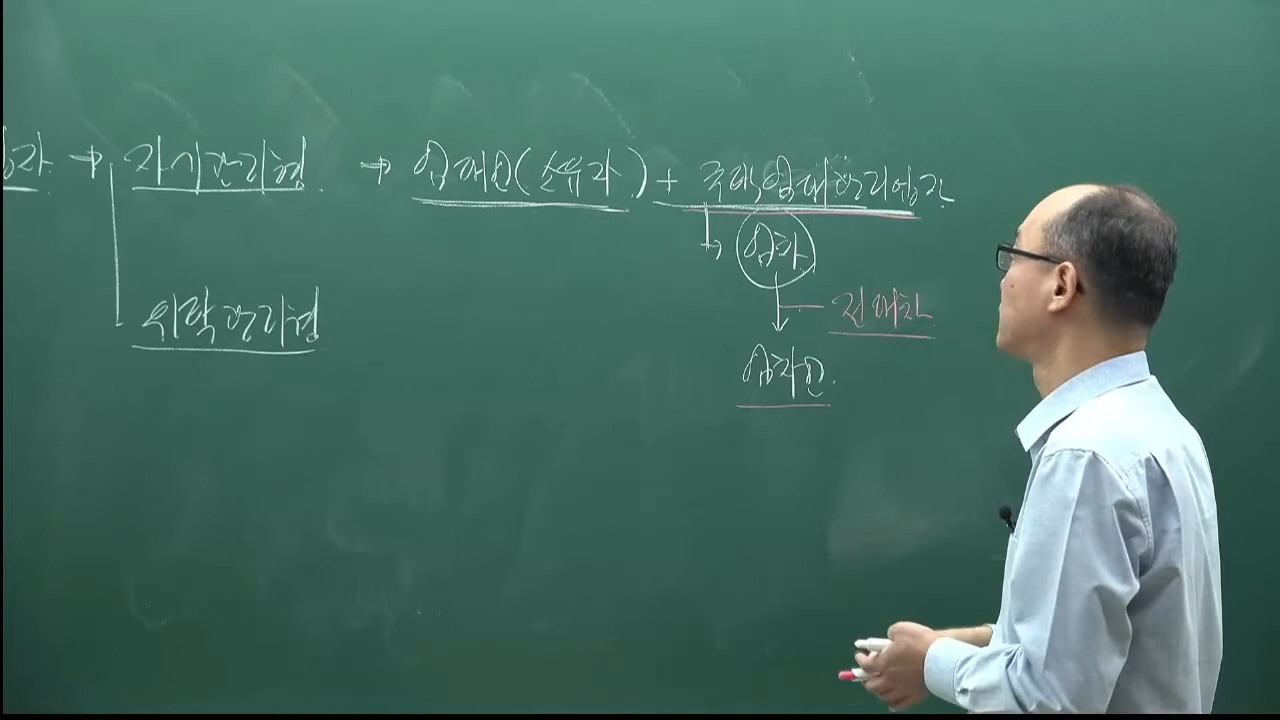 자 → 자기관리형 → 임대인(소유자) + 주택임대관리업자
↳ 임차
전대차
위탁관리형
임차인.